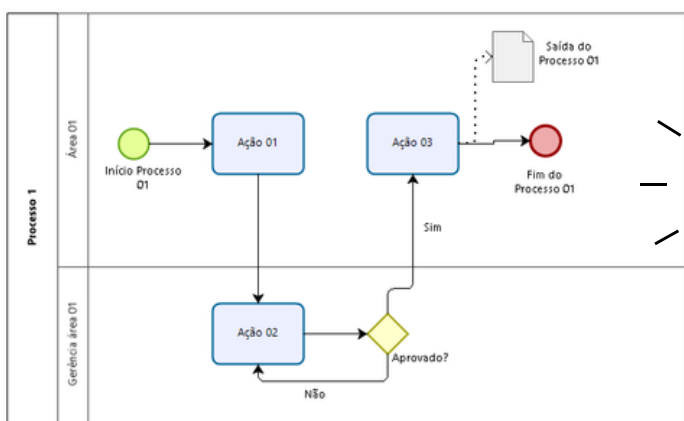 Processo 1
Área 01
Gerência área 01
Início Processo
01
Ação 01
Ação 03
Saída do
Processo 01
Fim do
Processo 01
Sim
Ação 02
Aprovado?
Não